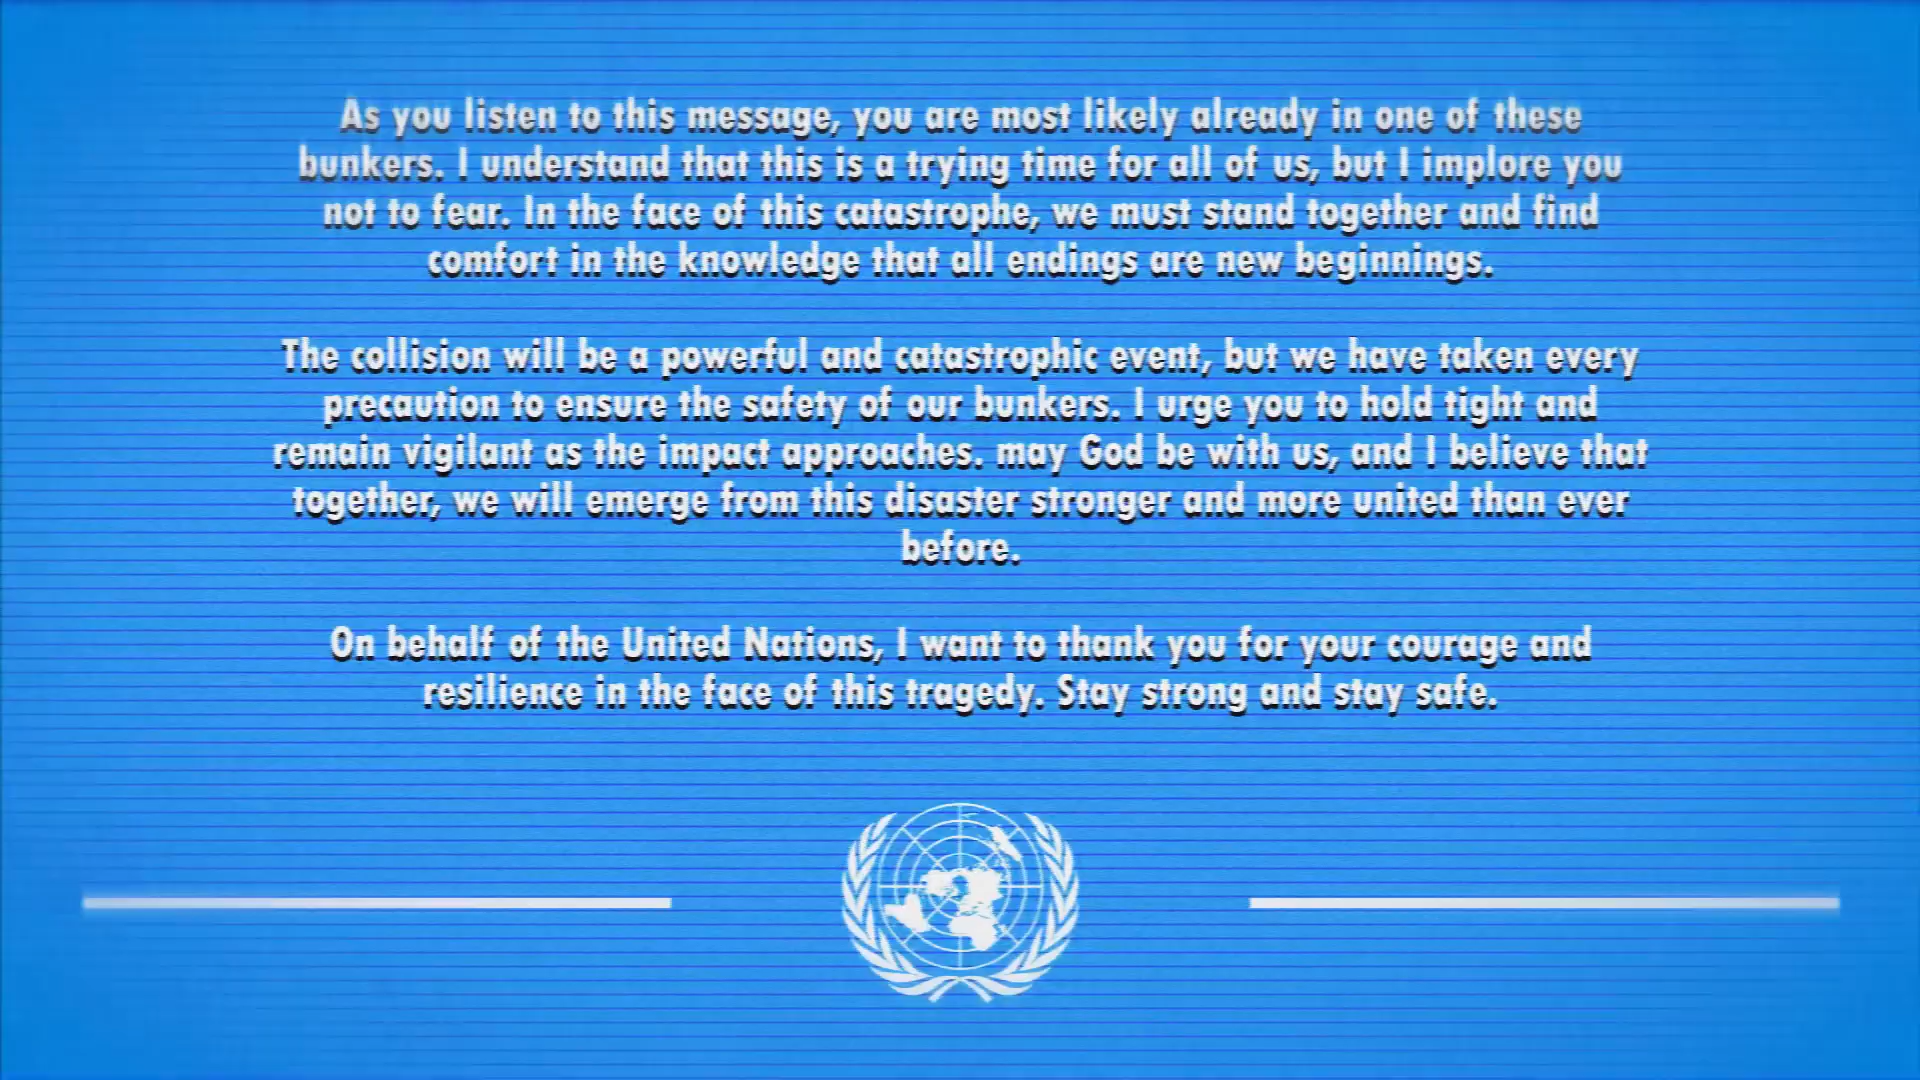 As you listen to this message, you are most likely already in one of these
bunkers. I understand that this is a trying time for all of us, but I implore you
not to fear. In the face of this catastrophe, we must stand together and find
comfort in the knowledge that all endings are new beginnings.
The collision will be a powerful and catastrophic event, but we have taken every
precaution to ensure the safety of our bunkers. I urge you to hold tight and
remain vigilant as the impact approaches. may God be with us, and I believe that
together, we will emerge from this disaster stronger and more united than ever
before.
On behalf of the United Nations, I want to thank you for your courage and
resilience in the face of this tragedy. Stay strong and stay safe.